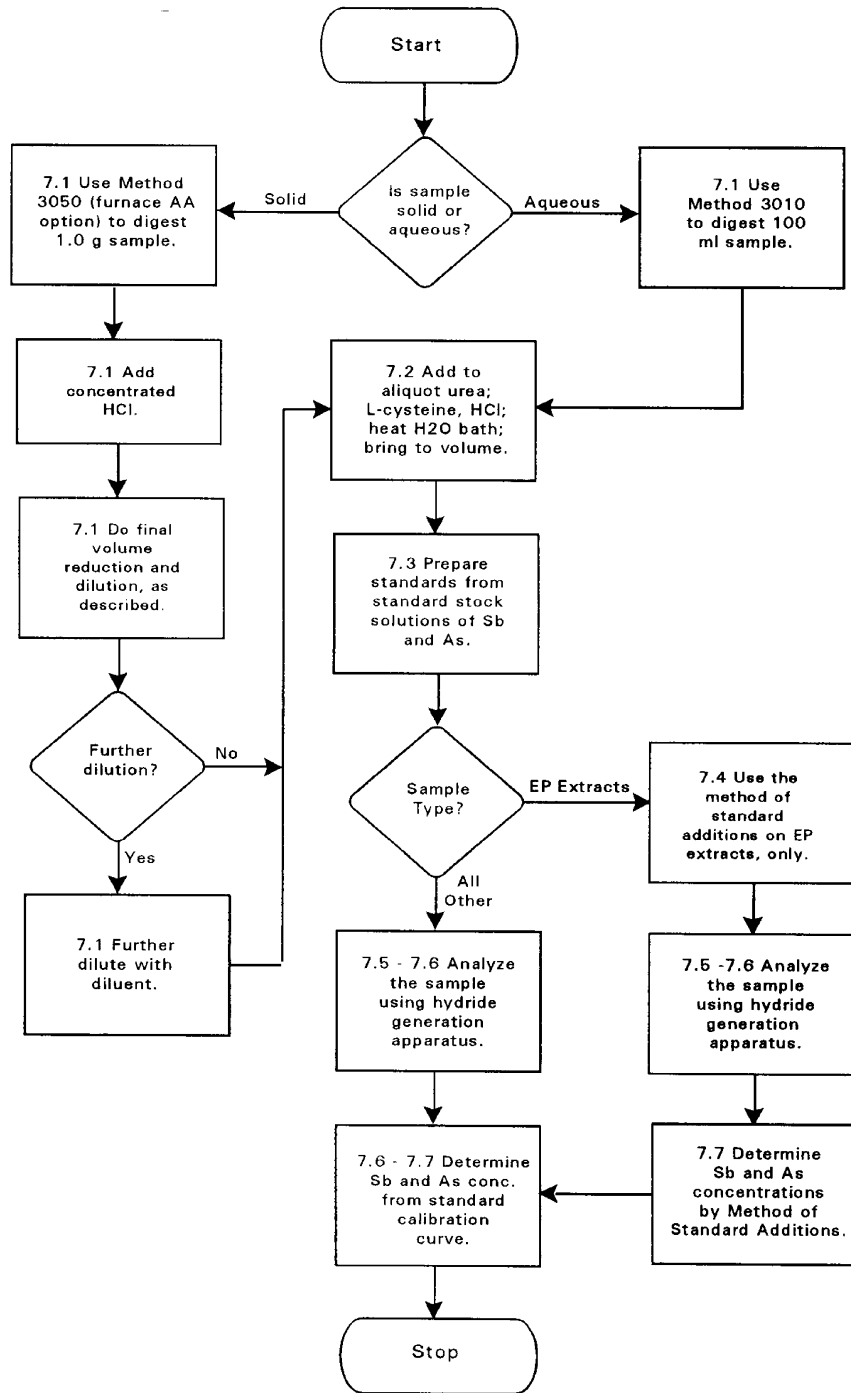 Start
Is sample
solid or
aqueous?
Solid
Aqueous
7.1 Use Method
3050 (furnace AA
option) to digest
1.0 g sample.
7.1 Use
Method 3010
to digest 100
ml sample.
7.1 Add
concentrated
HCl.
7.1 Do final
volume
reduction and
dilution, as
described.
Further
dilution?
No
Yes
7.1 Further
dilute with
diluent.
7.2 Add to
aliquot urea;
L-cysteine, HCl;
heat H2O bath;
bring to volume.
7.3 Prepare
standards from
standard stock
solutions of Sb
and As.
Sample
Type?
EP Extracts
All
Other
7.4 Use the
method of
standard
additions on EP
extracts, only.
7.5 - 7.6 Analyze
the sample
using hydride
generation
apparatus.
7.5 -7.6 Analyze
the sample
using hydride
generation
apparatus.
7.6 - 7.7 Determine
Sb and As conc.
from standard
calibration
curve.
7.7 Determine
Sb and As
concentrations
by Method of
Standard Additions.
Stop